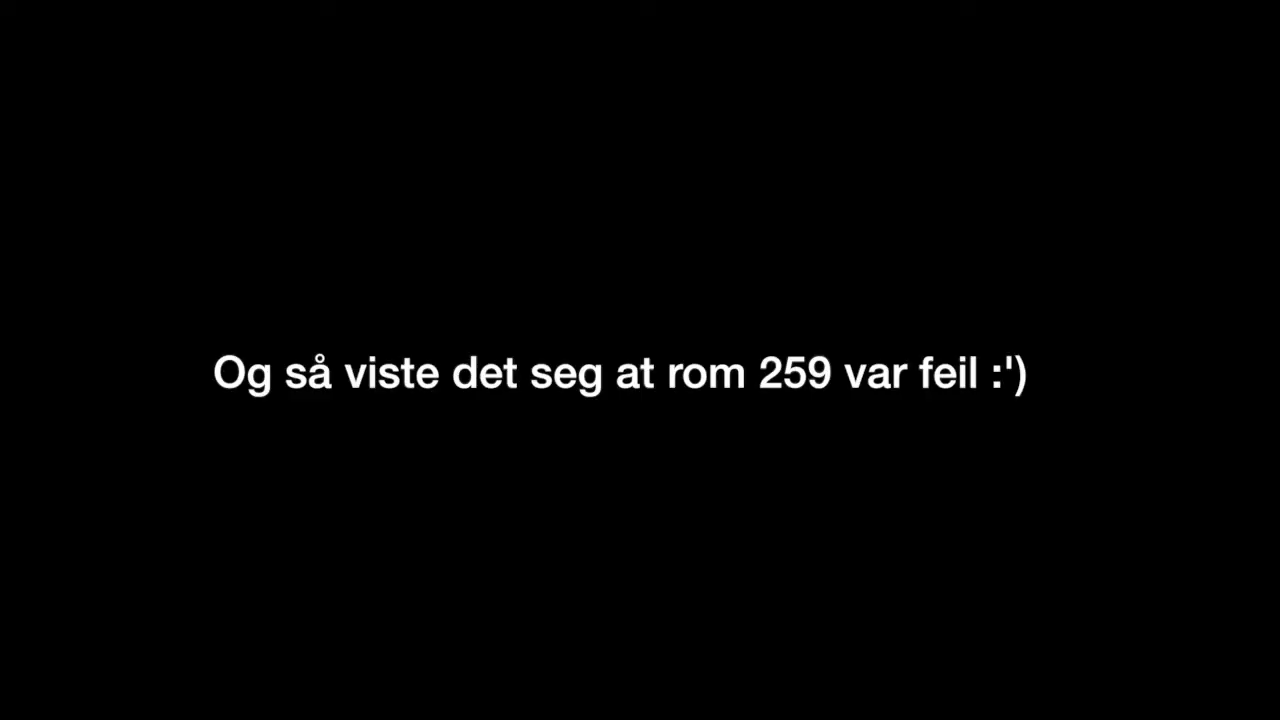 Og så viste det seg at rom 259 var feil :')